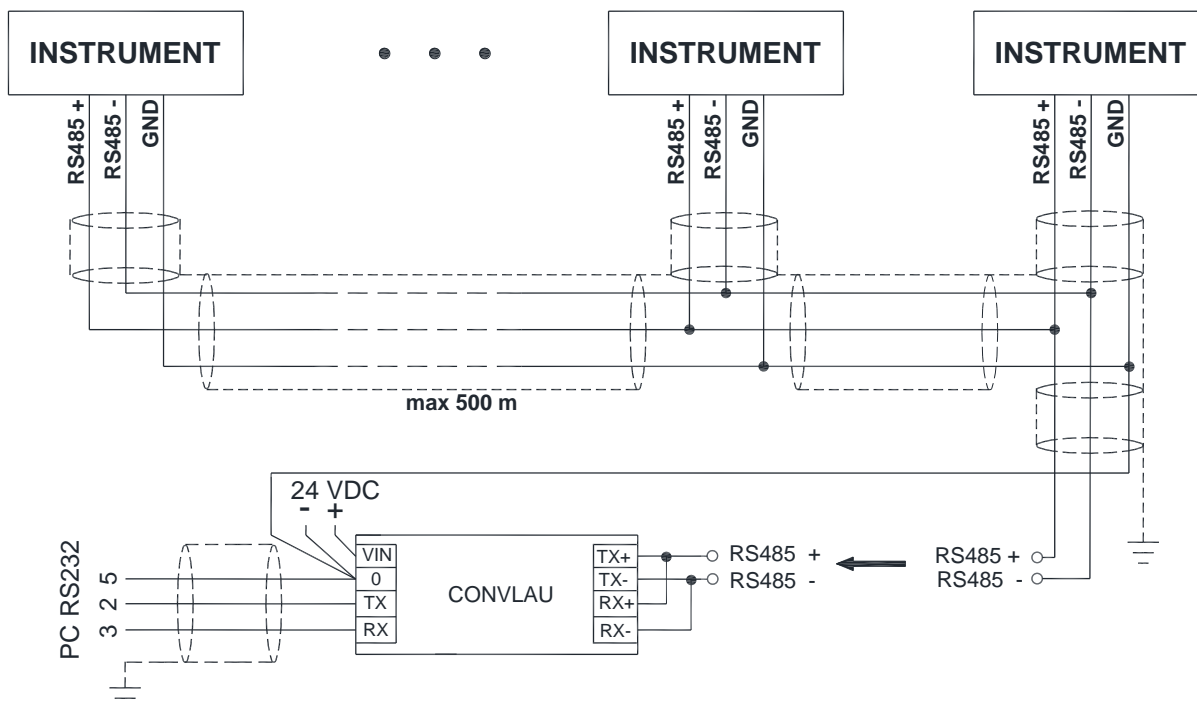 INSTRUMENT
INSTRUMENT
INSTRUMENT
RS485 +
RS485 -
GND
RS485 +
RS485 -
GND
RS485 +
RS485 -
GND
max 500 m
24 VDC
- +
PC RS232
5
2
3
VIN
0
TX
RX
CONVLAU
TX+
TX-
RX+
RX-
RS485 +
RS485 -
RS485 +
RS485 -